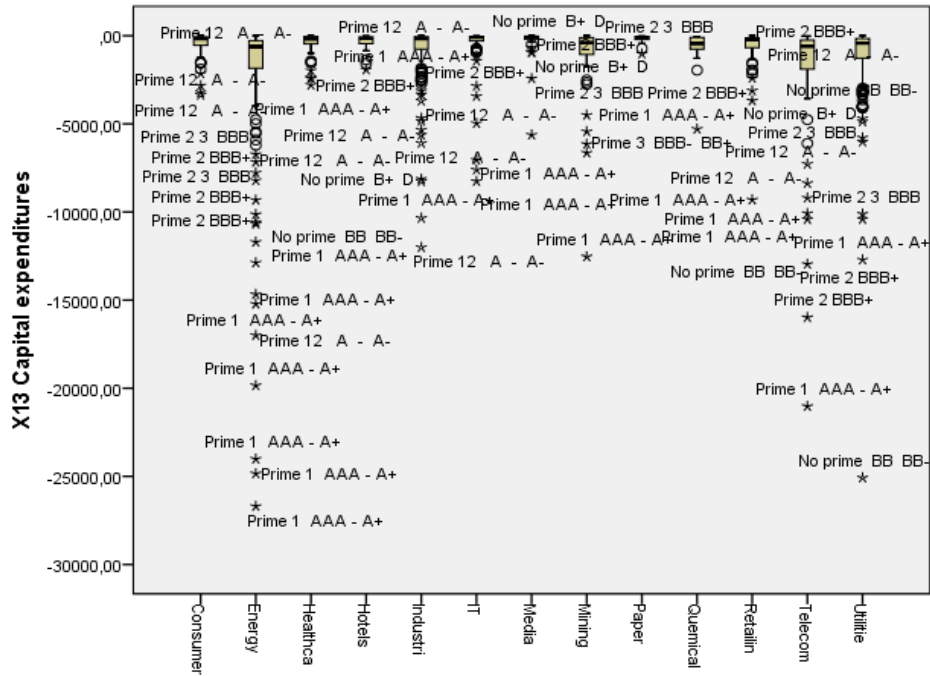 X13 Capital expenditures
,00
-5000,00
-10000,00
-15000,00
-20000,00
-25000,00
-30000,00
Prime 12 A - A-
Prime 12 A - A-
No prime B+ D
Prime 2 3 BBB
Prime 2 BBB+
Prime 2 BBB+
Prime 1 AAA - A+
Utilitie A A-
No prime B+ D
Prime 2 BBB+
Prime 12 A - A-
Prime 2 BBB+
Prime 2 3 BBB
Prime 2 BBB+
No prime BB BB-
Prime 12 A - A-
Prime 1 AAA - A+
Prime 12 A - A-
Prime 1 AAA - A+
No prime B+ D
Prime 2 3 BBB
Prime 12 A - A-
Prime 3 BBB- BB+
Prime 2 3 BBB
Prime 2 BBB+
Prime 12 A - A-
Prime 12 A - A-
Prime 12 A - A-
Prime 2 3 BBB
No prime B+ D
Prime 1 AAA - A+
Prime 12 A - A-
Prime 2 BBB+
Prime 1 AAA - A+
Prime 1 AAA - A+
Prime 1 AAA - A+
Prime 2 3 BBB
Prime 2 BBB+
Prime 1 AAA - A+
No prime BB BB-
Prime 1 AAA - A+
Prime 1 AAA - A+
Prime 1 AAA - A+
Prime 1 AAA - A+
Prime 12 A - A-
No prime BB BB-
Prime 2 BBB+
Prime 1 AAA - A+
Prime 2 BBB+
Prime 1 AAA - A+
Prime 12 A - A-
Prime 1 AAA - A+
Prime 1 AAA - A+
Prime 1 AAA - A+
No prime BB BB-
Prime 1 AAA - A+
Prime 1 AAA - A+
Consumer
Energy
Healthca
Hotels
Industri
IT
Media
Mining
Paper
Quemical
Retailin
Telecom
Utilitie